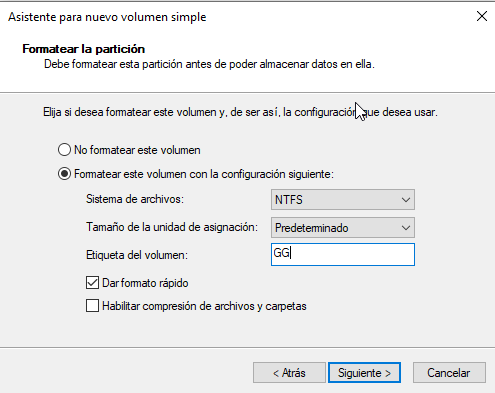 Asistente para nuevo volumen simple
Formatear la partición
Debe formatear esta partición antes de poder almacenar datos en ella.
Elija si desea formatear este volumen y, de ser así, la configuración que desea usar.
No formatear este volumen
Formatear este volumen con la configuración siguiente:
Sistema de archivos: NTFS
Tamaño de la unidad de asignación: Predeterminado
Etiqueta del volumen: GG
Dar formato rápido
Habilitar compresión de archivos y carpetas
< Atrás Siguiente > Cancelar